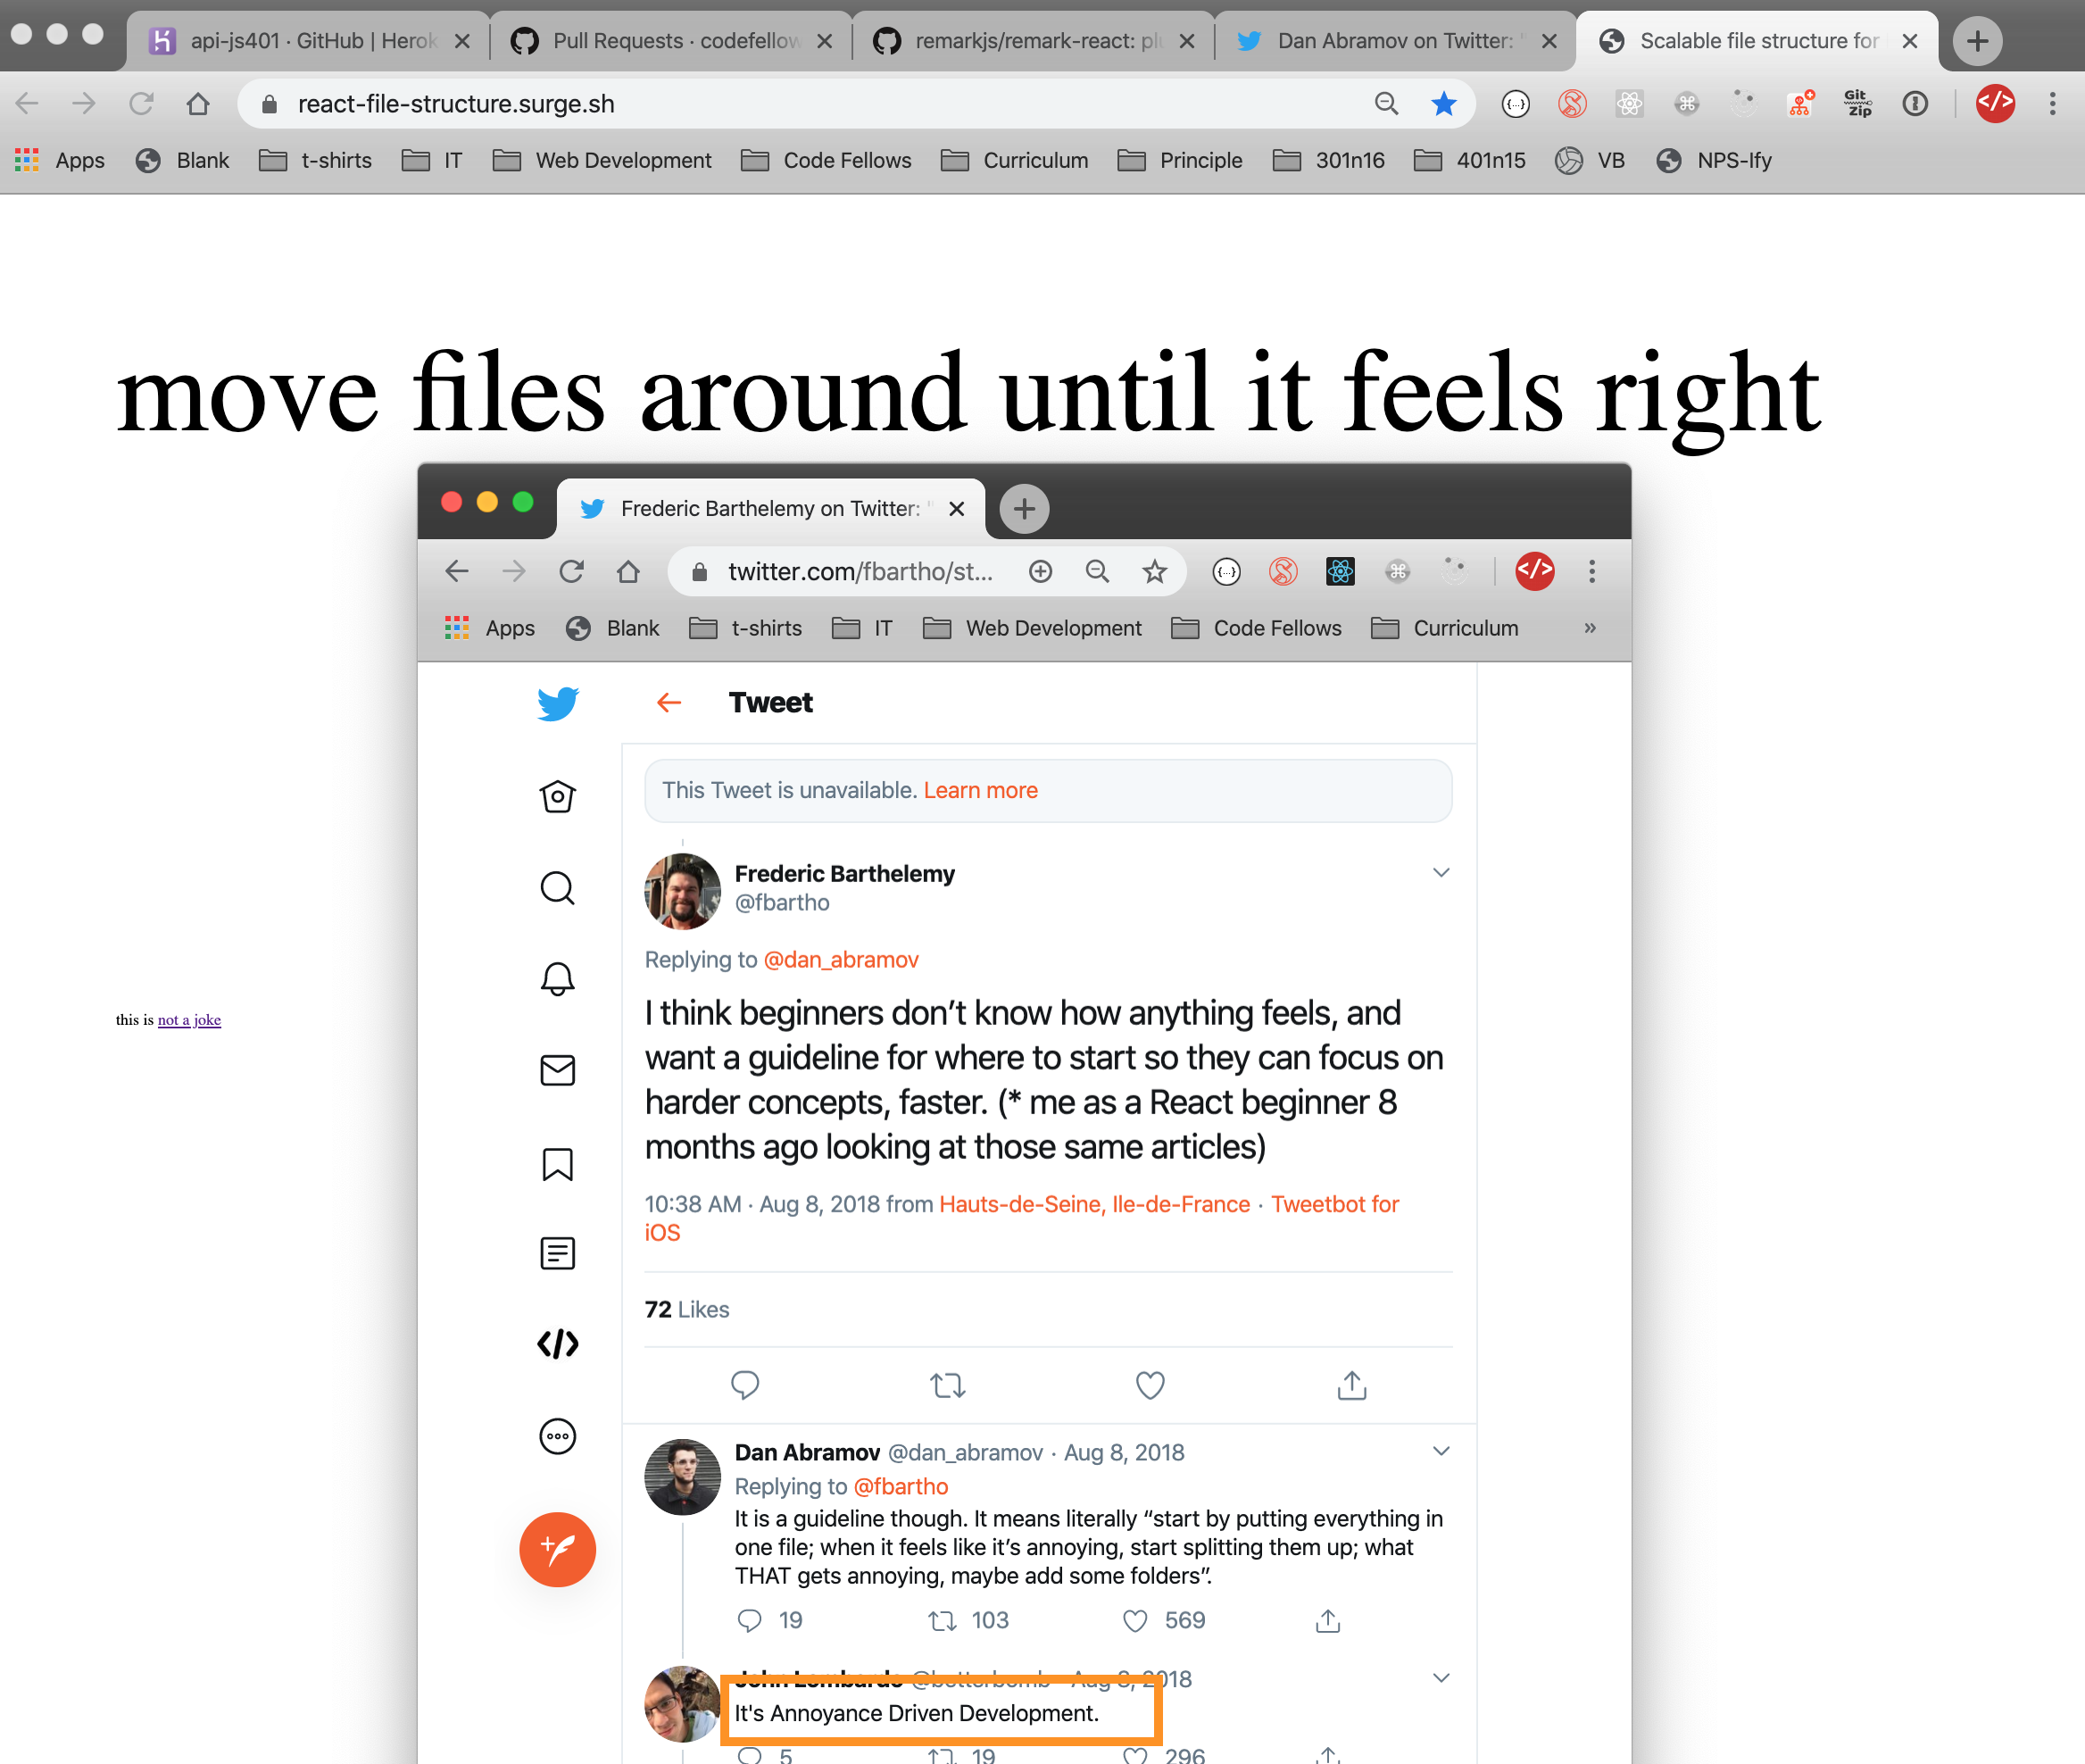 api-js401 · GitHub | Herok
Pull Requests · codefellow
remarkjs/remark-react: plu
Dan Abramov on Twitter: "
Scalable file structure for
react-file-structure.surge.sh
Git Zip
Apps Blank t-shirts IT Web Development Code Fellows Curriculum Principle 301n16 401n15 VB NPS-Ify
move files around until it feels right
Frederic Barthelemy on Twitter: "
twitter.com/fbartho/st...
Apps Blank t-shirts IT Web Development Code Fellows Curriculum »
Tweet
This Tweet is unavailable. Learn more
Frederic Barthelemy
@fbartho
Replying to @dan_abramov
this is not a joke
I think beginners don’t know how anything feels, and
want a guideline for where to start so they can focus on
harder concepts, faster. (* me as a React beginner 8
months ago looking at those same articles)
10:38 AM · Aug 8, 2018 from Hauts-de-Seine, Ile-de-France · Tweetbot for
iOS
72 Likes
Dan Abramov @dan_abramov · Aug 8, 2018
Replying to @fbartho
It is a guideline though. It means literally “start by putting everything in
one file; when it feels like it’s annoying, start splitting them up; what
THAT gets annoying, maybe add some folders”.
19 103 569
John Lombardo Aug 8, 2018
It's Annoyance Driven Development.
5 19 296